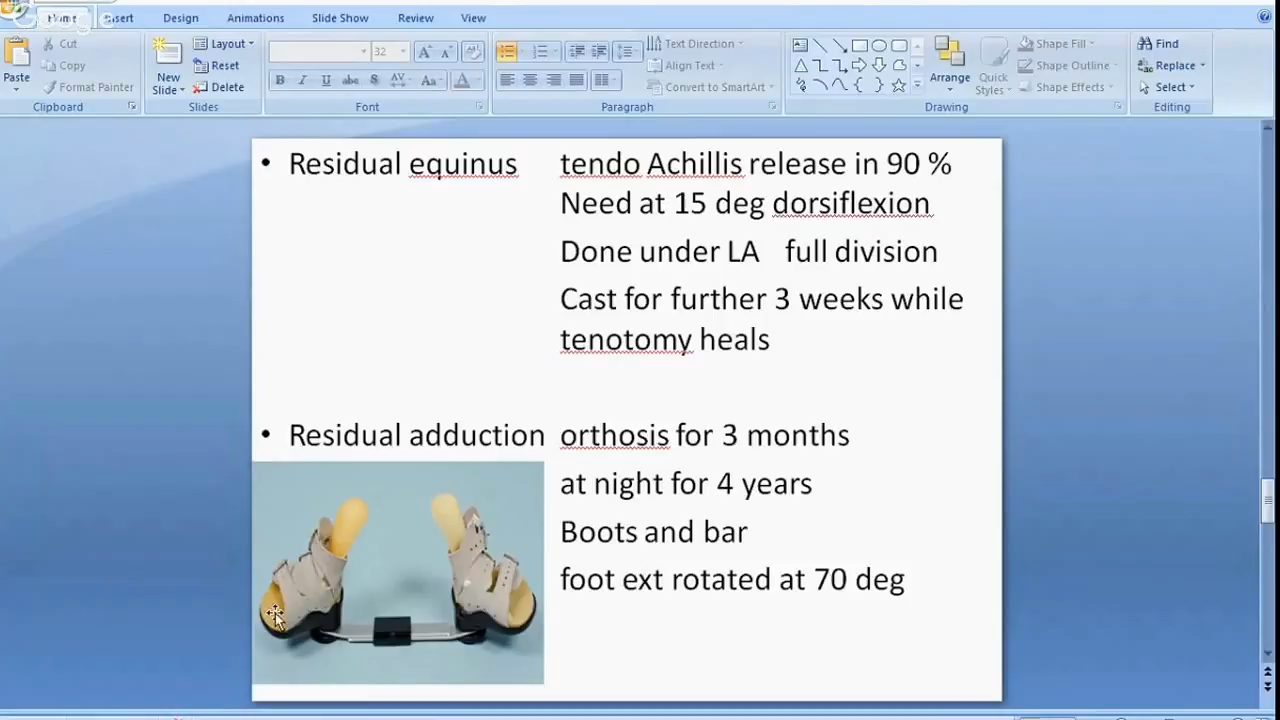 Home Insert Design Animations Slide Show Review View
Cut
Copy
Format Painter
Paste
Clipboard
New Slide
Layout
Reset
Delete
Slides
32
B I U abc S AV Aa A
Font
Text Direction
Align Text
Convert to SmartArt
Paragraph
Arrange
Quick Styles
Shape Fill
Shape Outline
Shape Effects
Drawing
Find
Replace
Select
Editing
• Residual equinus tendo Achillis release in 90 %
Need at 15 deg dorsiflexion
Done under LA full division
Cast for further 3 weeks while
tenotomy heals
• Residual adduction orthosis for 3 months
at night for 4 years
Boots and bar
foot ext rotated at 70 deg